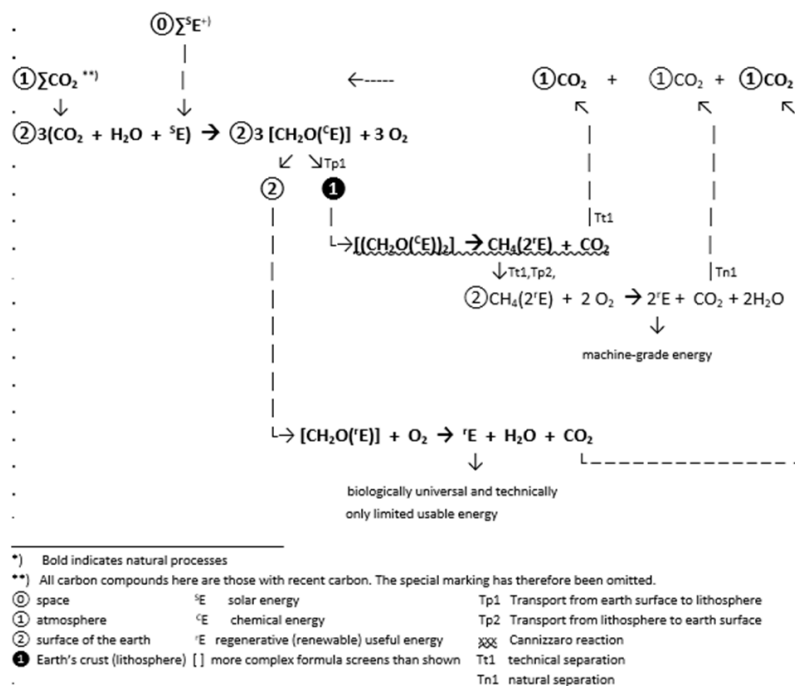 ⓪∑ˢE⁺⁾
①∑CO₂ **) ←----- ①CO₂ + ①CO₂ + ①CO₂
②3(CO₂ + H₂O + ˢE) → ②3 [CH₂O(ᶜE)] + 3 O₂
Tp1
② ❶
Tt1
[(CH₂O(ᶜE))₂] → CH₄(2ʳE) + CO₂
Tt1,Tp2, Tn1
②CH₄(2ʳE) + 2 O₂ → 2ʳE + CO₂ + 2H₂O
machine-grade energy
[CH₂O(ʳE)] + O₂ → ʳE + H₂O + CO₂
biologically universal and technically
only limited usable energy
*) Bold indicates natural processes
**) All carbon compounds here are those with recent carbon. The special marking has therefore been omitted.
⓪ space ˢE solar energy Tp1 Transport from earth surface to lithosphere
① atmosphere ᶜE chemical energy Tp2 Transport from lithosphere to earth surface
② surface of the earth ʳE regenerative (renewable) useful energy xxx Cannizzaro reaction
❶ Earth's crust (lithosphere) [ ] more complex formula screens than shown Tt1 technical separation
Tn1 natural separation